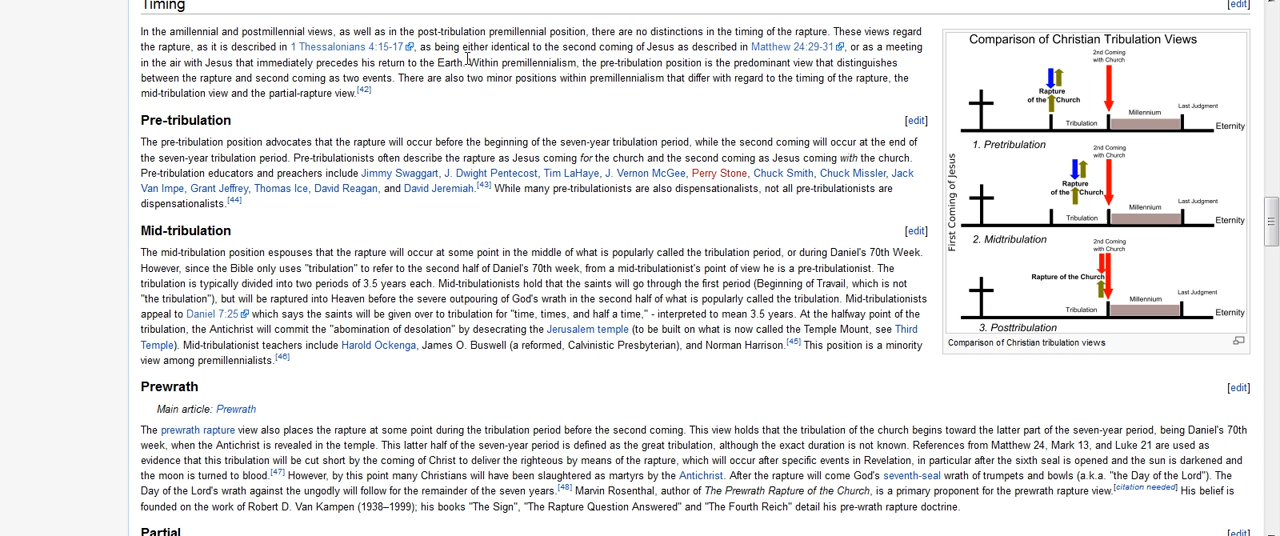 Timing
[edit]
In the amillennial and postmillennial views, as well as in the post-tribulation premillennial position, there are no distinctions in the timing of the rapture. These views regard
the rapture, as it is described in 1 Thessalonians 4:15-17, as being either identical to the second coming of Jesus as described in Matthew 24:29-31, or as a meeting
in the air with Jesus that immediately precedes his return to the Earth. Within premillennialism, the pre-tribulation position is the predominant view that distinguishes
between the rapture and second coming as two events. There are also two minor positions within premillennialism that differ with regard to the timing of the rapture, the
mid-tribulation view and the partial-rapture view.[42]
Pre-tribulation
[edit]
The pre-tribulation position advocates that the rapture will occur before the beginning of the seven-year tribulation period, while the second coming will occur at the end of
the seven-year tribulation period. Pre-tribulationists often describe the rapture as Jesus coming for the church and the second coming as Jesus coming with the church.
Pre-tribulation educators and preachers include Jimmy Swaggart, J. Dwight Pentecost, Tim LaHaye, J. Vernon McGee, Perry Stone, Chuck Smith, Chuck Missler, Jack
Van Impe, Grant Jeffrey, Thomas Ice, David Reagan, and David Jeremiah.[43] While many pre-tribulationists are also dispensationalists, not all pre-tribulationists are
dispensationalists.[44]
Mid-tribulation
[edit]
The mid-tribulation position espouses that the rapture will occur at some point in the middle of what is popularly called the tribulation period, or during Daniel's 70th Week.
However, since the Bible only uses "tribulation" to refer to the second half of Daniel's 70th week, from a mid-tribulationist's point of view he is a pre-tribulationist. The
tribulation is typically divided into two periods of 3.5 years each. Mid-tribulationists hold that the saints will go through the first period (Beginning of Travail, which is not
"the tribulation"), but will be raptured into Heaven before the severe outpouring of God's wrath in the second half of what is popularly called the tribulation. Mid-tribulationists
appeal to Daniel 7:25 which says the saints will be given over to tribulation for "time, times, and half a time," - interpreted to mean 3.5 years. At the halfway point of the
tribulation, the Antichrist will commit the "abomination of desolation" by desecrating the Jerusalem temple (to be built on what is now called the Temple Mount, see Third
Temple). Mid-tribulationist teachers include Harold Ockenga, James O. Buswell (a reformed, Calvinistic Presbyterian), and Norman Harrison.[45] This position is a minority
view among premillennialists.[46]
Comparison of Christian Tribulation Views
First Coming of Jesus
2nd Coming
with Church
Rapture
of the Church
Tribulation
Millennium
Last Judgment
Eternity
1. Pretribulation
2nd Coming
with Church
Rapture
of the Church
Tribulation
Millennium
Last Judgment
Eternity
2. Midtribulation
2nd Coming
with Church
Rapture of the Church
Tribulation
Millennium
Last Judgment
Eternity
3. Posttribulation
Comparison of Christian tribulation views
Prewrath
[edit]
Main article: Prewrath
The prewrath rapture view also places the rapture at some point during the tribulation period before the second coming. This view holds that the tribulation of the church begins toward the latter part of the seven-year period, being Daniel's 70th
week, when the Antichrist is revealed in the temple. This latter half of the seven-year period is defined as the great tribulation, although the exact duration is not known. References from Matthew 24, Mark 13, and Luke 21 are used as
evidence that this tribulation will be cut short by the coming of Christ to deliver the righteous by means of the rapture, which will occur after specific events in Revelation, in particular after the sixth seal is opened and the sun is darkened and
the moon is turned to blood.[47] However, by this point many Christians will have been slaughtered as martyrs by the Antichrist. After the rapture will come God's seventh-seal wrath of trumpets and bowls (a.k.a. "the Day of the Lord"). The
Day of the Lord's wrath against the ungodly will follow for the remainder of the seven years.[48] Marvin Rosenthal, author of The Prewrath Rapture of the Church, is a primary proponent for the prewrath rapture view.[citation needed] His belief is
founded on the work of Robert D. Van Kampen (1938–1999); his books "The Sign", "The Rapture Question Answered" and "The Fourth Reich" detail his pre-wrath rapture doctrine.
Partial
[edit]